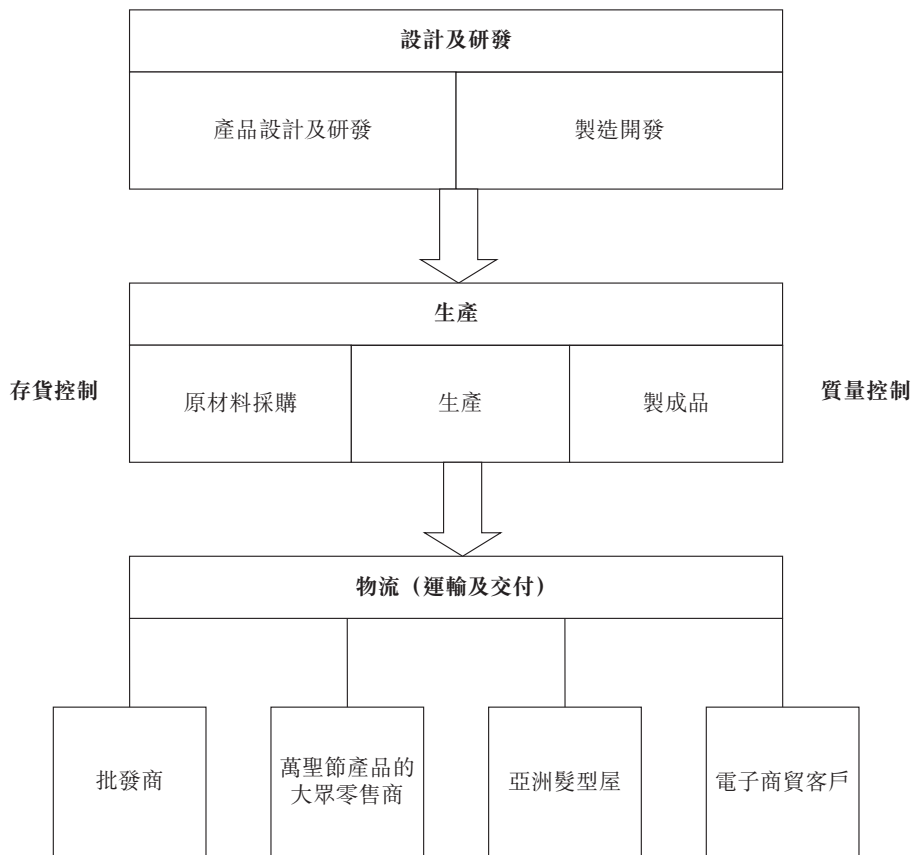 設計及研發
產品設計及研發
製造開發
生產
存貨控制
原材料採購
生產
製成品
質量控制
物流（運輸及交付）
批發商
萬聖節產品的
大眾零售商
亞洲髮型屋
電子商貿客戶